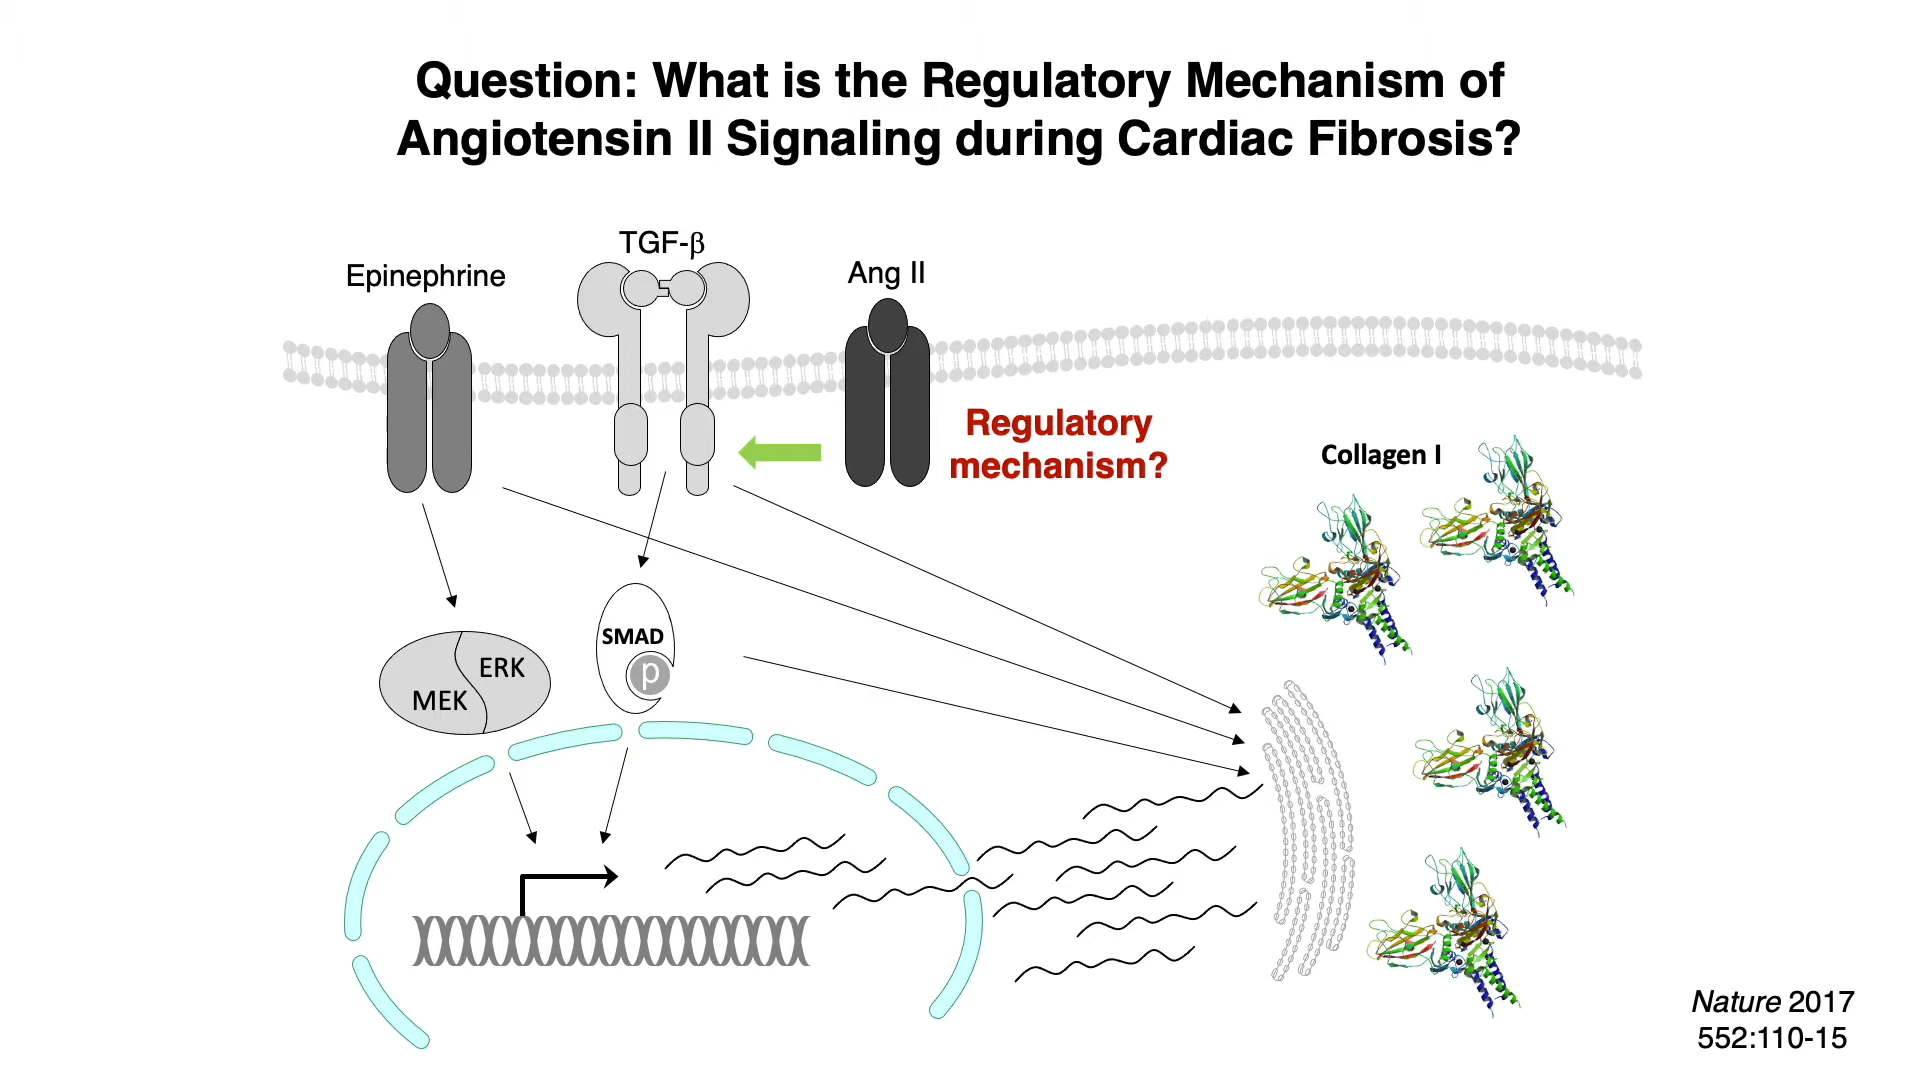 Question: What is the Regulatory Mechanism of
Angiotensin II Signaling during Cardiac Fibrosis?
TGF-β
Epinephrine
Ang II
Regulatory
mechanism?
Collagen I
SMAD
p
ERK
MEK
Nature 2017
552:110-15